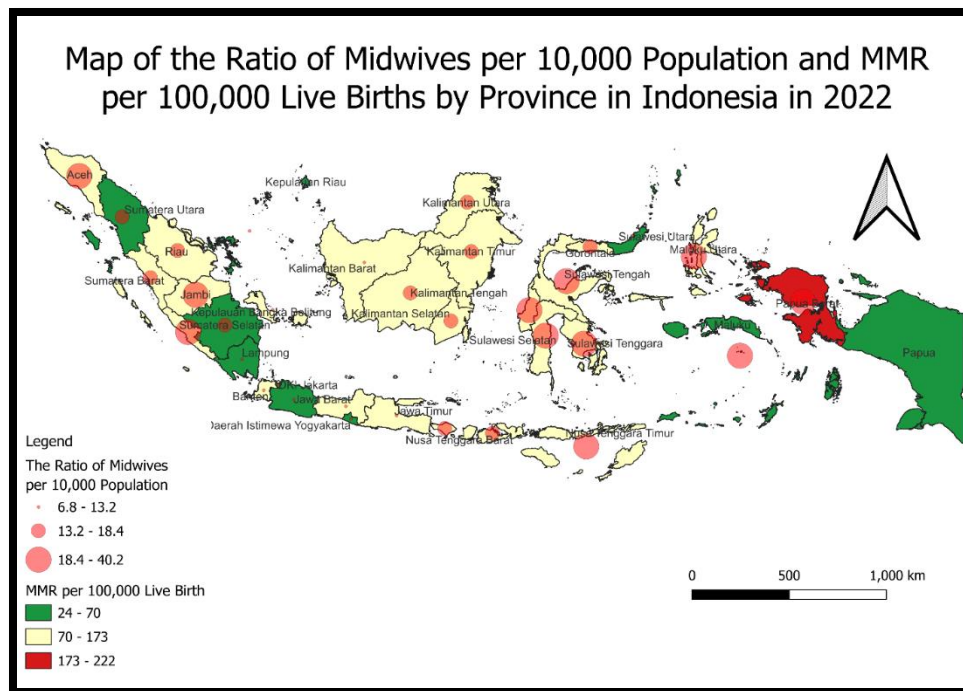 Map of the Ratio of Midwives per 10,000 Population and MMR
per 100,000 Live Births by Province in Indonesia in 2022
Aceh
Kepulauan Riau
Sumatera Utara
Kalimantan Utara
Sulawesi Utara
Riau
Kalimantan Timur
Gorontalo
Maluku Utara
Kalimantan Barat
Sumatera Barat
Sulawesi Tengah
Jambi
Kalimantan Tengah
Papua Barat
Kepulauan Bangka Belitung
Kalimantan Selatan
Sumatera Selatan
Maluku
Sulawesi Selatan
Sulawesi Tenggara
Lampung
Papua
DKI Jakarta
Banten
Jawa Barat
Jawa Timur
Daerah Istimewa Yogyakarta
Nusa Tenggara Barat
Nusa Tenggara Timur
Legend
The Ratio of Midwives
per 10,000 Population
6.8 - 13.2
13.2 - 18.4
18.4 - 40.2
MMR per 100,000 Live Birth
24 - 70
70 - 173
173 - 222
0 500 1,000 km